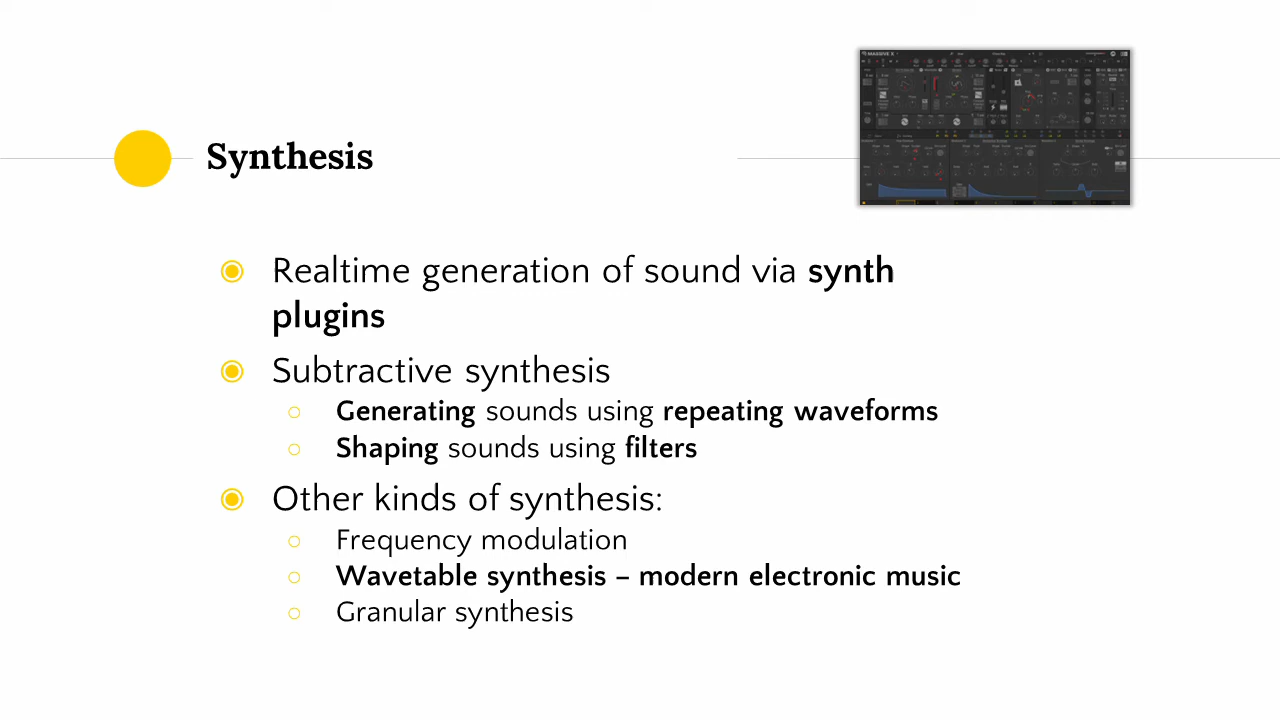 MASSIVE X
Synthesis
Realtime generation of sound via synth
plugins
Subtractive synthesis
Generating sounds using repeating waveforms
Shaping sounds using filters
Other kinds of synthesis:
Frequency modulation
Wavetable synthesis – modern electronic music
Granular synthesis